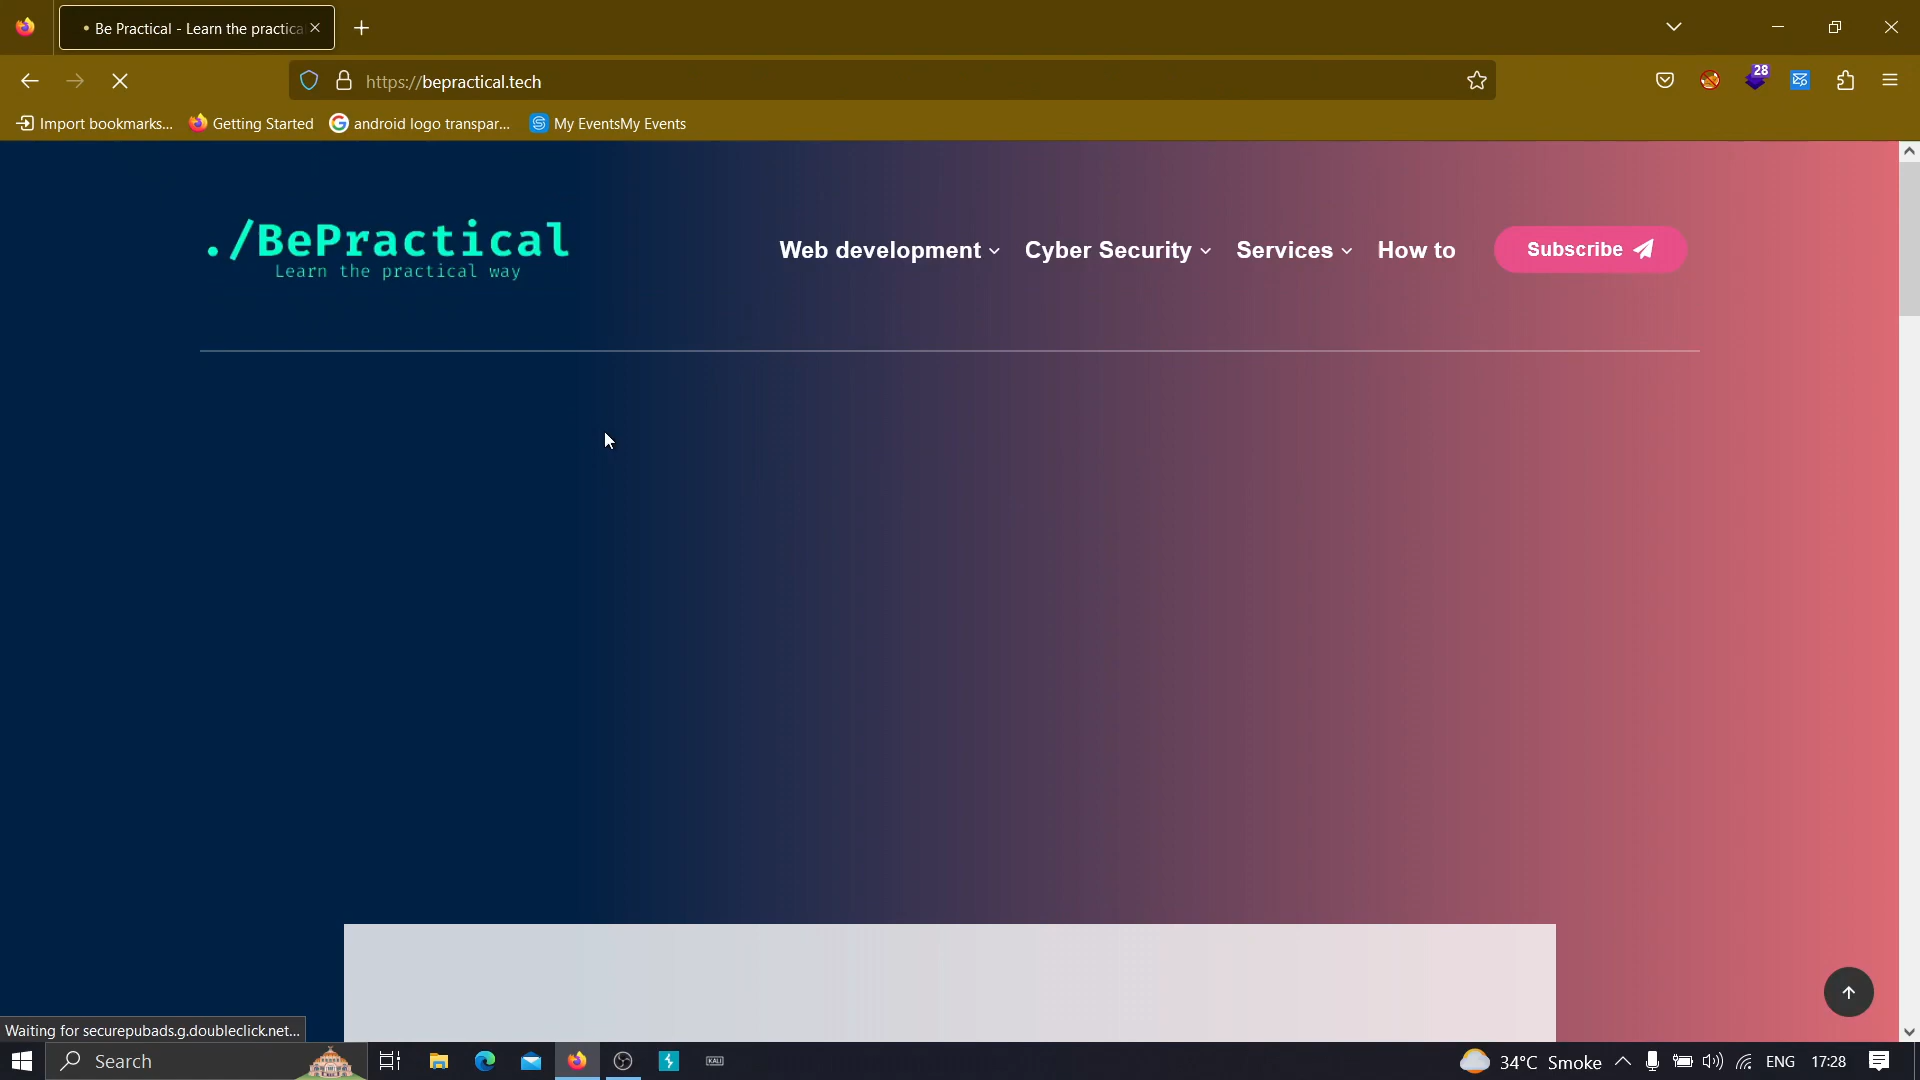 Be Practical - Learn the practica
https://bepractical.tech
28
Import bookmarks...
Getting Started
android logo transpar...
My EventsMy Events
./BePractical
Learn the practical way
Web development
Cyber Security
Services
How to
Subscribe
Waiting for securepubads.g.doubleclick.net...
Search
KALI
34°C Smoke
ENG
17:28